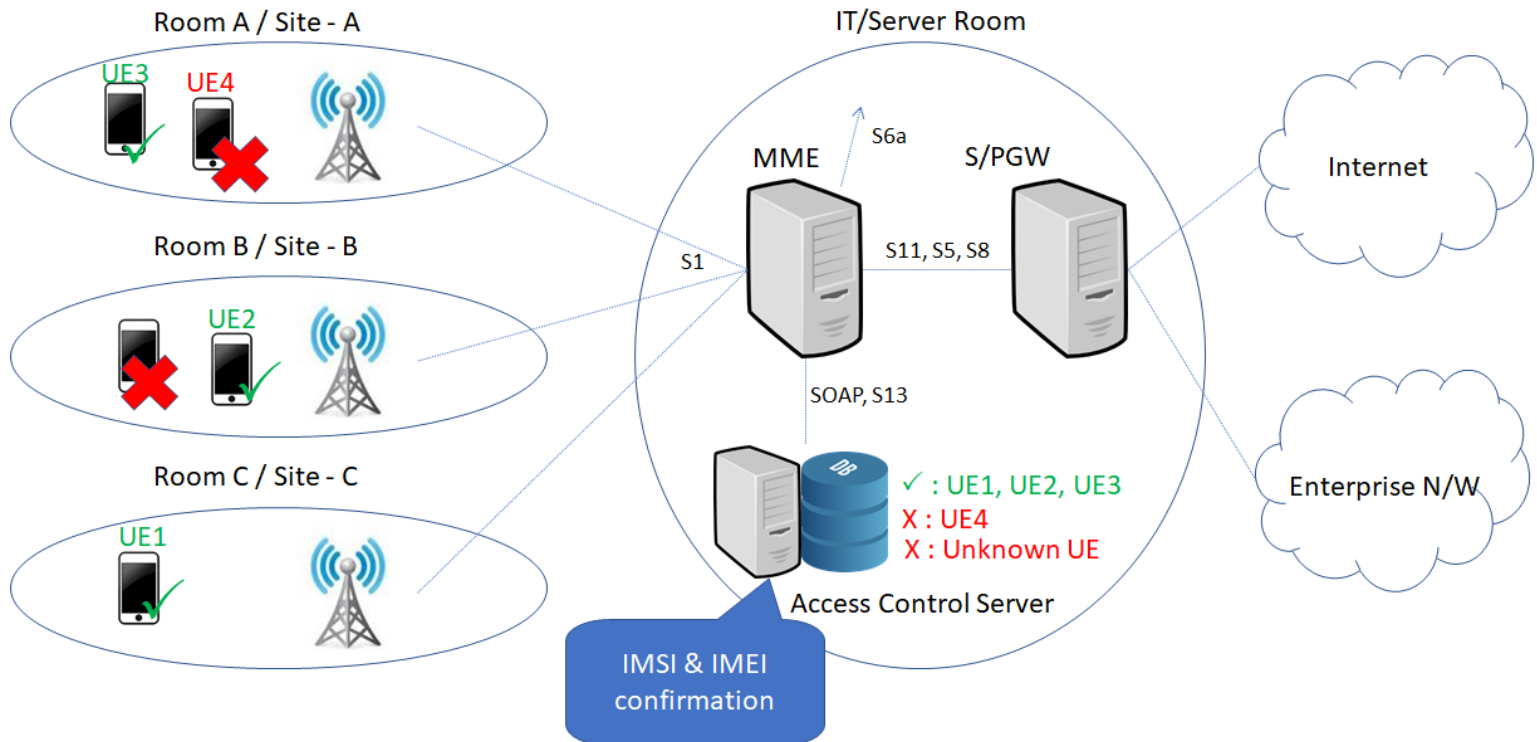 Room A / Site - A
UE3
UE4
Room B / Site - B
UE2
Room C / Site - C
UE1
S1
IT/Server Room
S6a
MME
S/PGW
S11, S5, S8
SOAP, S13
DB
✓ : UE1, UE2, UE3
X : UE4
X : Unknown UE
Access Control Server
IMSI & IMEI
confirmation
Internet
Enterprise N/W